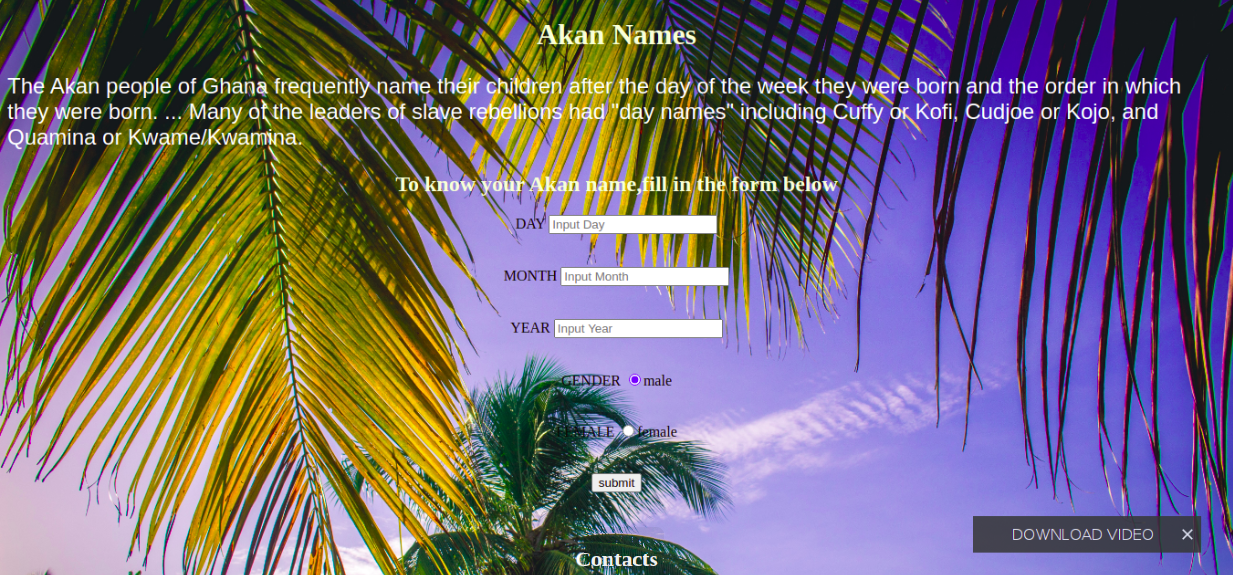 Akan Names
The Akan people of Ghana frequently name their children after the day of the week they were born and the order in which
they were born. ... Many of the leaders of slave rebellions had "day names" including Cuffy or Kofi, Cudjoe or Kojo, and
Quamina or Kwame/Kwamina.
To know your Akan name,fill in the form below
DAY Input Day
MONTH Input Month
YEAR Input Year
GENDER male
FEMALE female
submit
DOWNLOAD VIDEO ×
Contacts